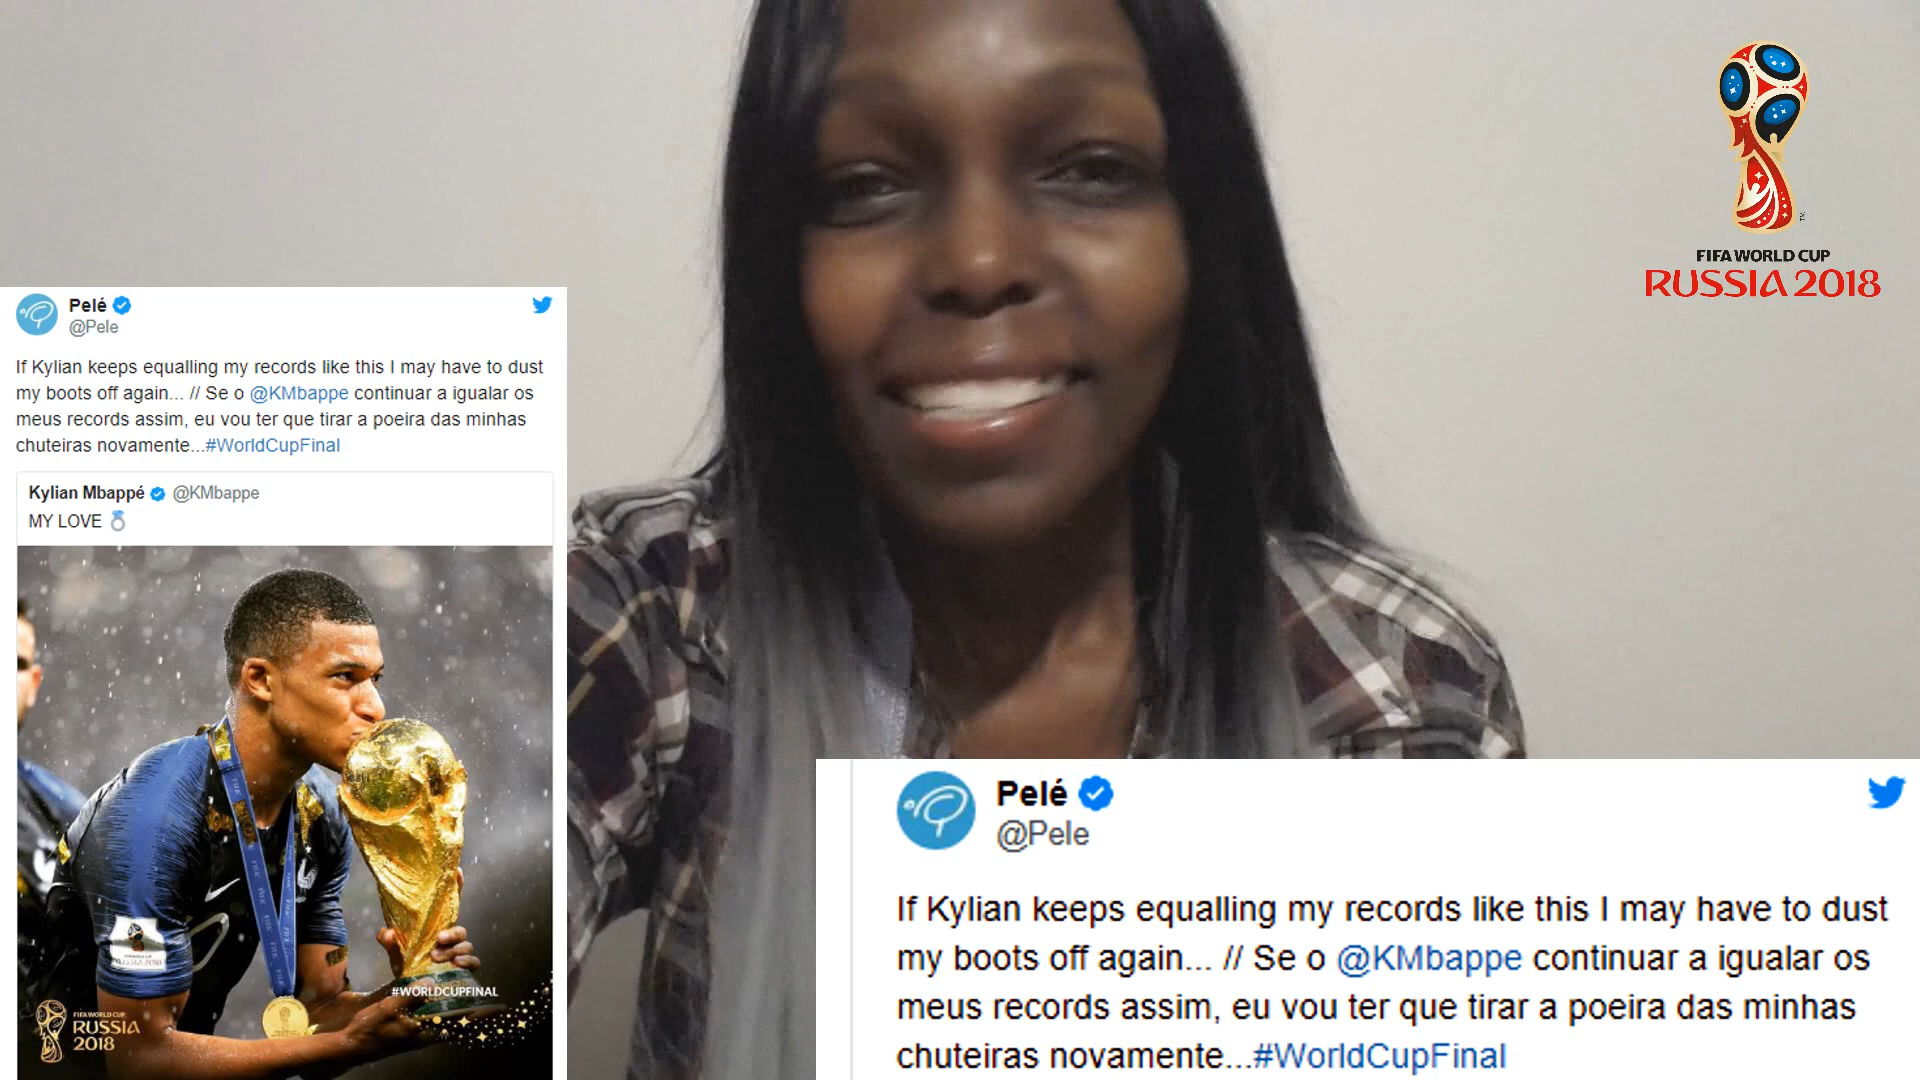 FIFA WORLD CUP
RUSSIA 2018
Pelé
@Pele
If Kylian keeps equalling my records like this I may have to dust
my boots off again... // Se o @KMbappe continuar a igualar os
meus records assim, eu vou ter que tirar a poeira das minhas
chuteiras novamente...#WorldCupFinal
Kylian Mbappé @KMbappe
MY LOVE
#WORLDCUPFINAL
FIFA WORLD CUP
RUSSIA
2018
Pelé
@Pele
If Kylian keeps equalling my records like this I may have to dust
my boots off again... // Se o @KMbappe continuar a igualar os
meus records assim, eu vou ter que tirar a poeira das minhas
chuteiras novamente...#WorldCupFinal